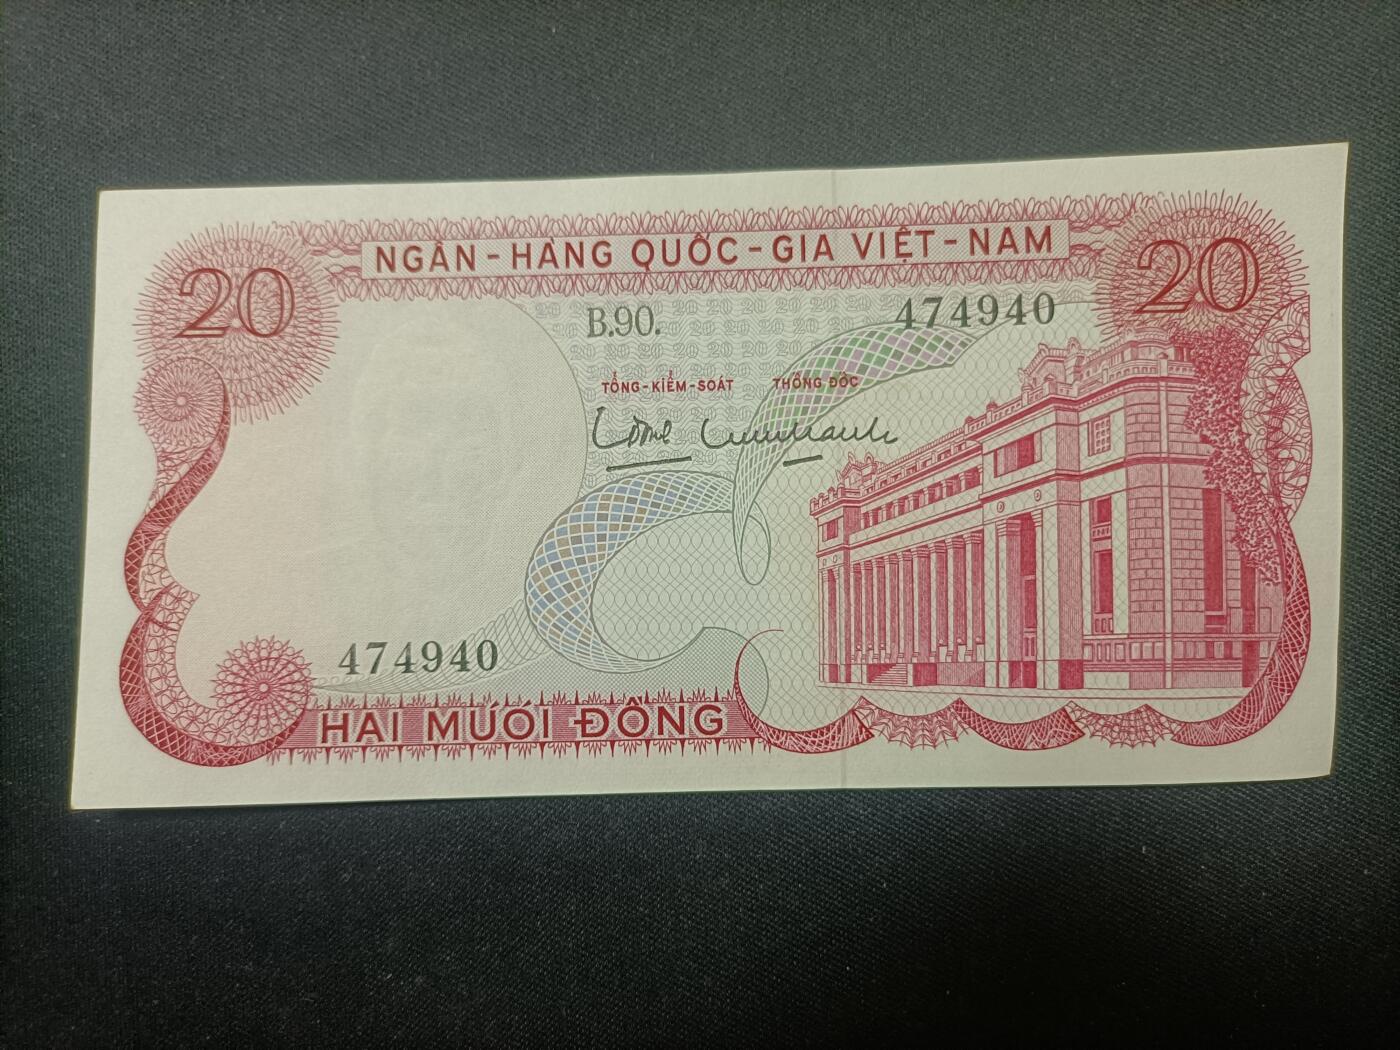 NGÂN-HÀNG QUỐC-GIA VIỆT-NAM
20
20
B.90.
474940
TỔNG-KIỂM-SOÁT THỐNG ĐỐC
474940
HAI MƯƠI ĐỒNG